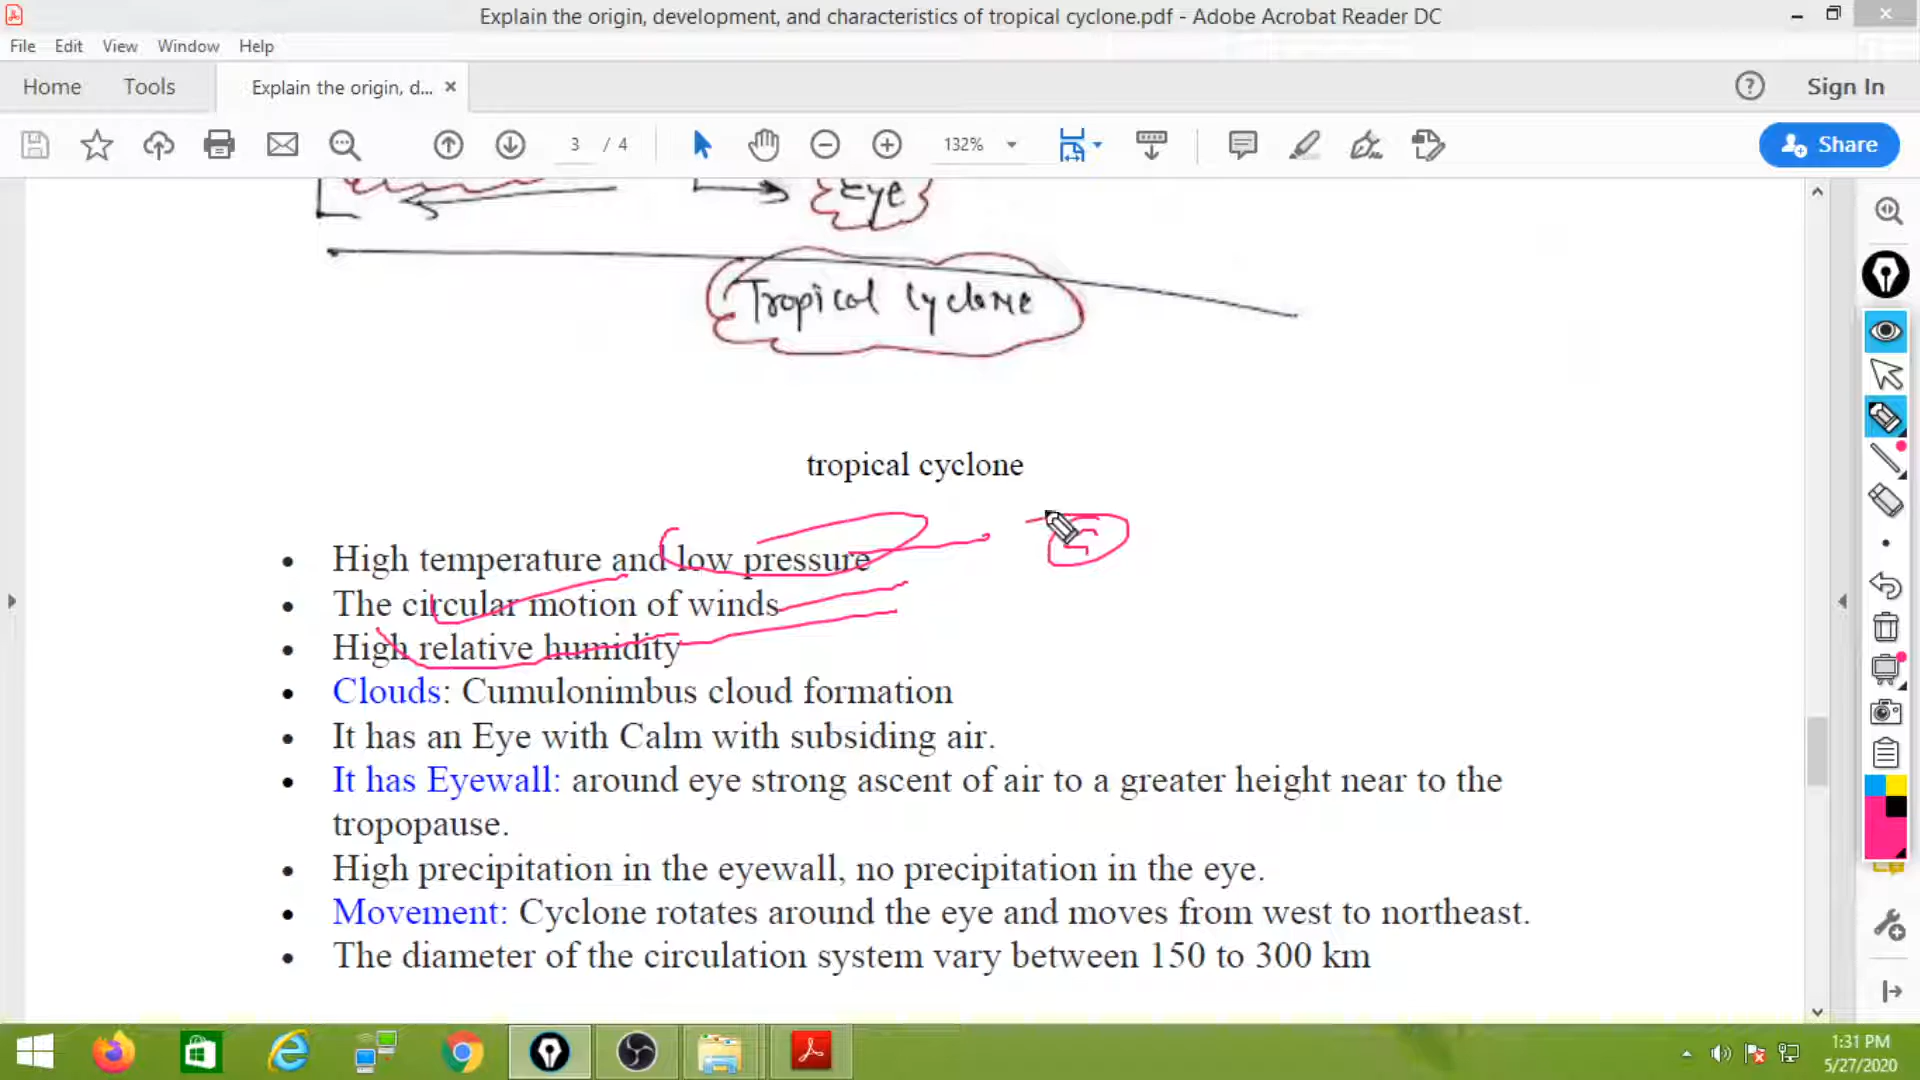 Explain the origin, development, and characteristics of tropical cyclone.pdf - Adobe Acrobat Reader DC
File Edit View Window Help
Home Tools Explain the origin, d... Sign In
3 / 4 132% Share
Eye
Tropical Cyclone
tropical cyclone
• High temperature and low pressure
• The circular motion of winds
• High relative humidity
• Clouds: Cumulonimbus cloud formation
• It has an Eye with Calm with subsiding air.
• It has Eyewall: around eye strong ascent of air to a greater height near to the
tropopause.
• High precipitation in the eyewall, no precipitation in the eye.
• Movement: Cyclone rotates around the eye and moves from west to northeast.
• The diameter of the circulation system vary between 150 to 300 km
1:31 PM
5/27/2020